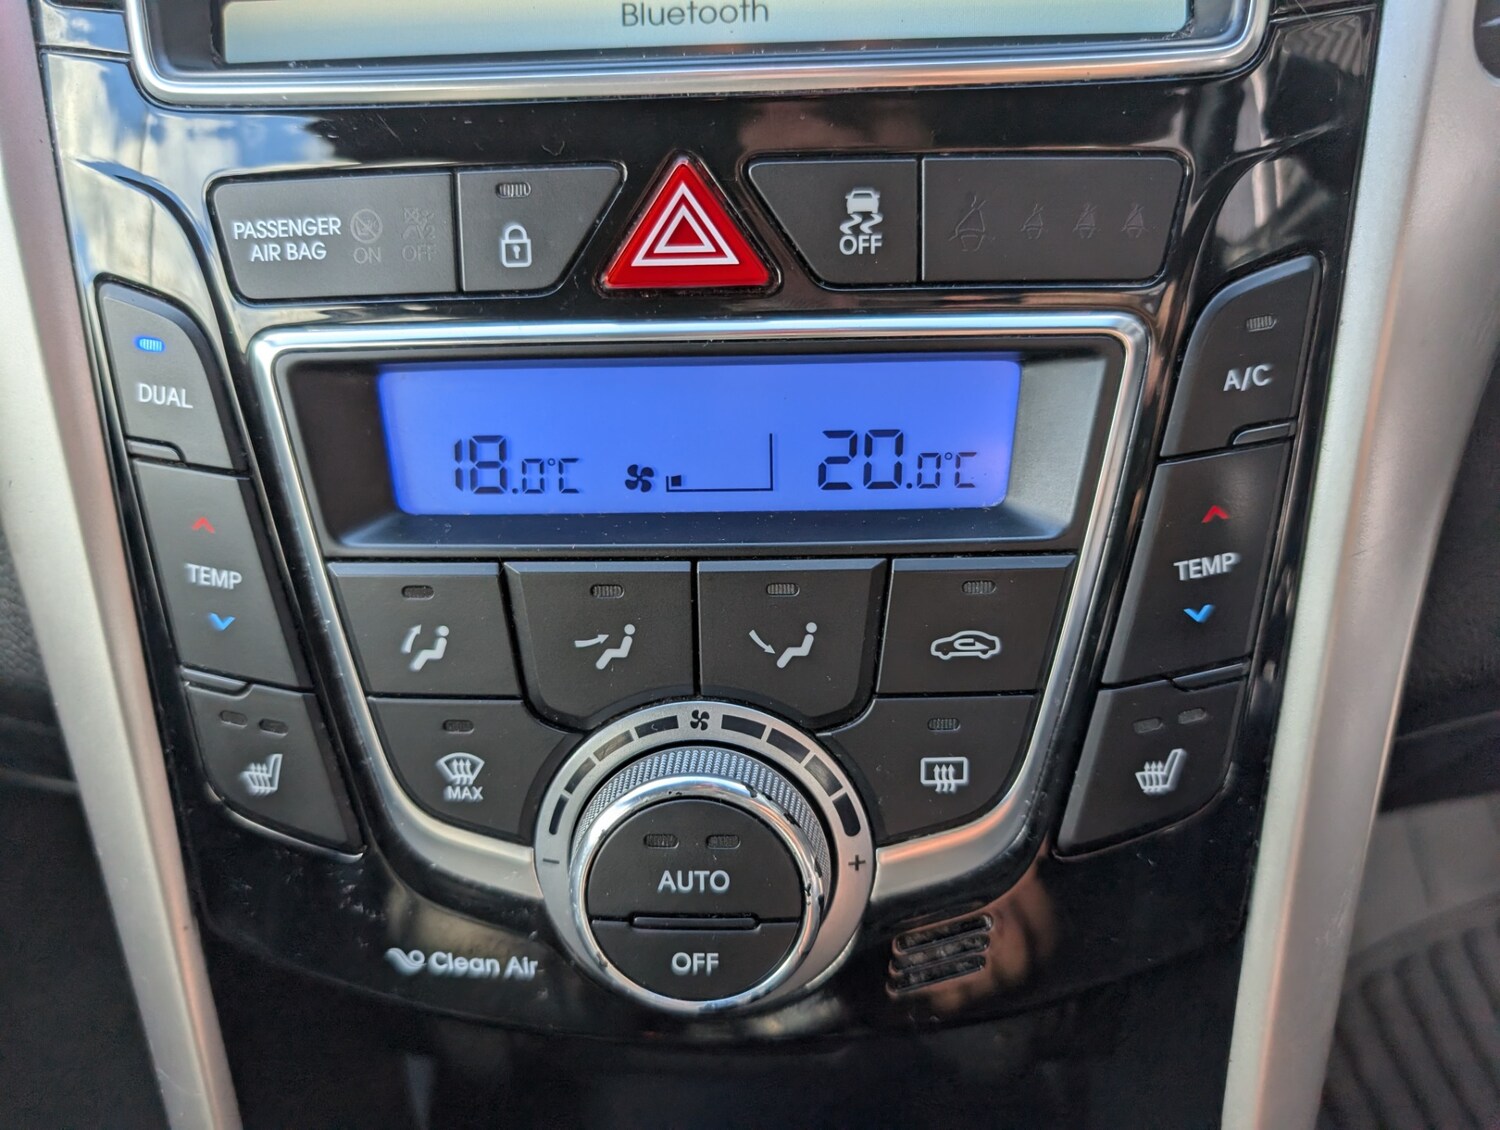 Bluetooth
PASSENGER
AIR BAG
ON
OFF
OFF
DUAL
A/C
18.0°C
20.0°C
TEMP
TEMP
MAX
- +
AUTO
OFF
Clean Air